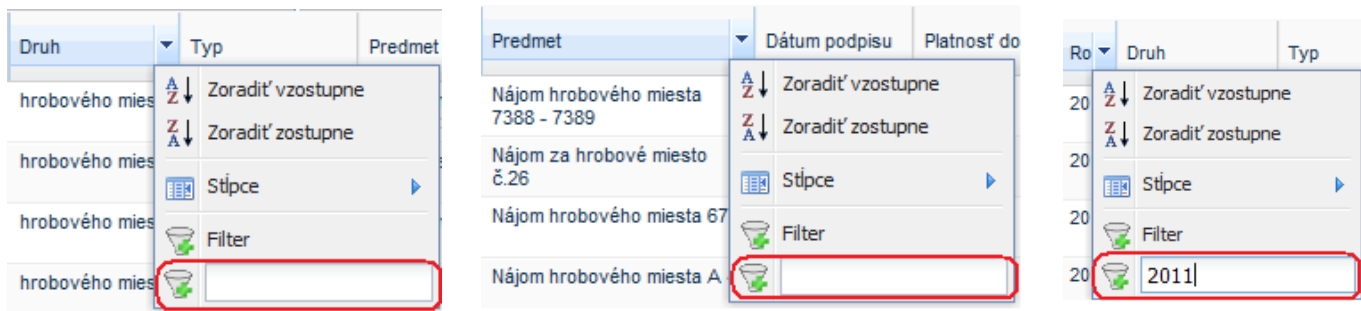 Druh Typ Predmet
Zoradiť vzostupne
hrobového mies
Zoradiť zostupne
hrobového mies
Stĺpce
hrobového mies
Filter
hrobového mies
Predmet Dátum podpisu Platnosť do
Nájom hrobového miesta
7388 - 7389
Zoradiť vzostupne
Zoradiť zostupne
Nájom za hrobové miesto
č.26
Stĺpce
Nájom hrobového miesta 67
Filter
Nájom hrobového miesta A
Ro Druh Typ
20 Zoradiť vzostupne
Zoradiť zostupne
20
Stĺpce
20
Filter
20 2011